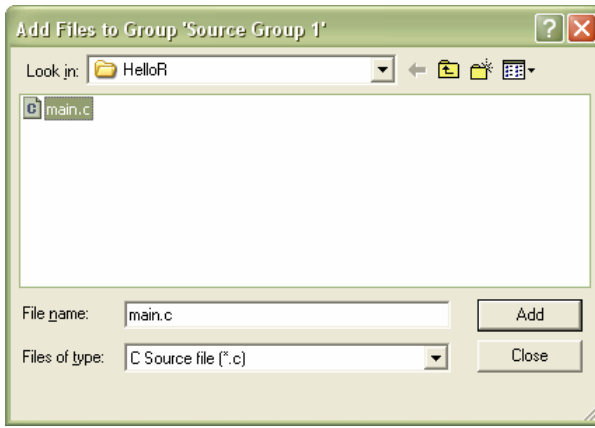 Add Files to Group 'Source Group 1'
Look in: HelloR
main.c
File name: main.c Add
Files of type: C Source file (*.c) Close